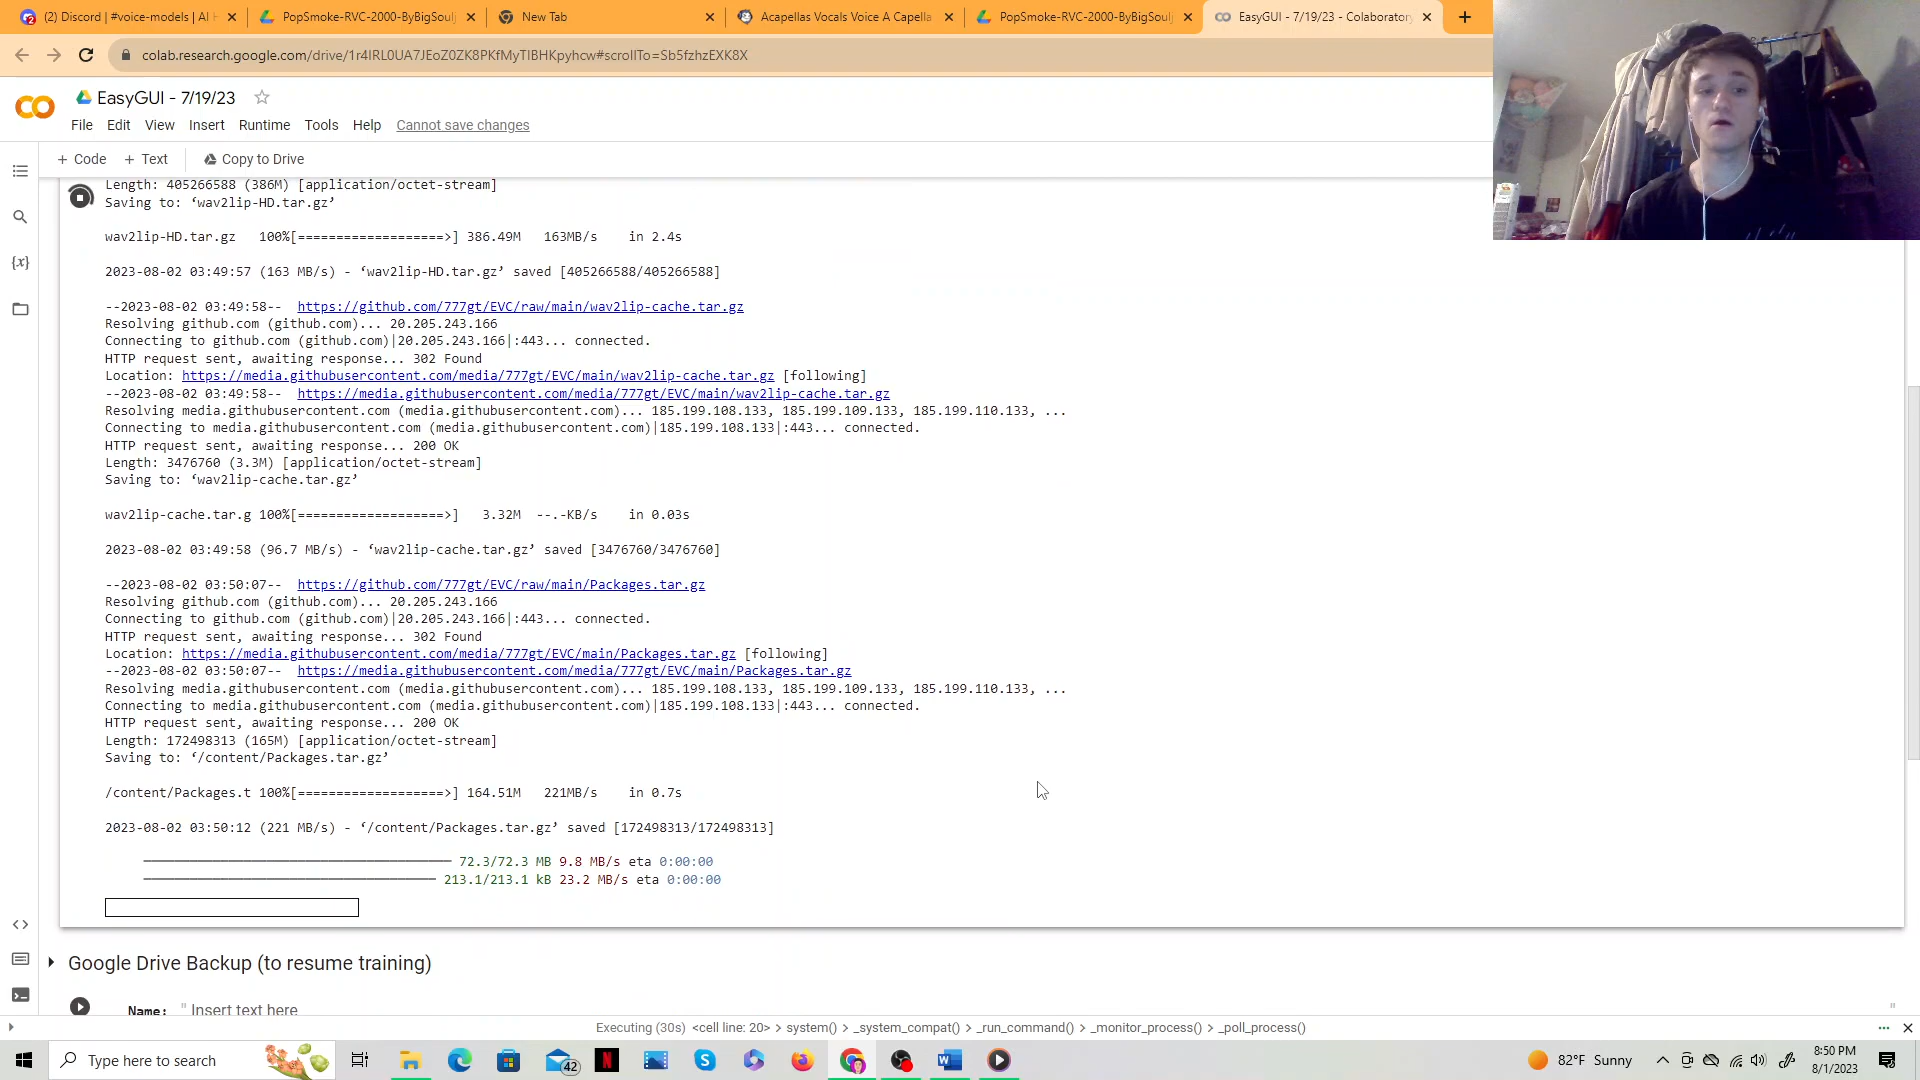 (2) Discord | #voice-models | AI H
PopSmoke-RVC-2000-ByBigSoulj
New Tab
Acapellas Vocals Voice A Capella
PopSmoke-RVC-2000-ByBigSoulj
EasyGUI - 7/19/23 - Colaboratory
colab.research.google.com/drive/1r4IRL0UA7JEoZ0ZK8PKfMyTIBHKpyhcw#scrollTo=Sb5fzhzEXK8X
EasyGUI - 7/19/23
File Edit View Insert Runtime Tools Help Cannot save changes
+ Code + Text Copy to Drive
Length: 405266588 (386M) [application/octet-stream]
Saving to: ‘wav2lip-HD.tar.gz’
wav2lip-HD.tar.gz 100%[===================>] 386.49M 163MB/s in 2.4s
2023-08-02 03:49:57 (163 MB/s) - ‘wav2lip-HD.tar.gz’ saved [405266588/405266588]
--2023-08-02 03:49:58-- https://github.com/777gt/EVC/raw/main/wav2lip-cache.tar.gz
Resolving github.com (github.com)... 20.205.243.166
Connecting to github.com (github.com)|20.205.243.166|:443... connected.
HTTP request sent, awaiting response... 302 Found
Location: https://media.githubusercontent.com/media/777gt/EVC/main/wav2lip-cache.tar.gz [following]
--2023-08-02 03:49:58-- https://media.githubusercontent.com/media/777gt/EVC/main/wav2lip-cache.tar.gz
Resolving media.githubusercontent.com (media.githubusercontent.com)... 185.199.108.133, 185.199.109.133, 185.199.110.133, ...
Connecting to media.githubusercontent.com (media.githubusercontent.com)|185.199.108.133|:443... connected.
HTTP request sent, awaiting response... 200 OK
Length: 3476760 (3.3M) [application/octet-stream]
Saving to: ‘wav2lip-cache.tar.gz’
wav2lip-cache.tar.g 100%[===================>] 3.32M --.-KB/s in 0.03s
2023-08-02 03:49:58 (96.7 MB/s) - ‘wav2lip-cache.tar.gz’ saved [3476760/3476760]
--2023-08-02 03:50:07-- https://github.com/777gt/EVC/raw/main/Packages.tar.gz
Resolving github.com (github.com)... 20.205.243.166
Connecting to github.com (github.com)|20.205.243.166|:443... connected.
HTTP request sent, awaiting response... 302 Found
Location: https://media.githubusercontent.com/media/777gt/EVC/main/Packages.tar.gz [following]
--2023-08-02 03:50:07-- https://media.githubusercontent.com/media/777gt/EVC/main/Packages.tar.gz
Resolving media.githubusercontent.com (media.githubusercontent.com)... 185.199.108.133, 185.199.109.133, 185.199.110.133, ...
Connecting to media.githubusercontent.com (media.githubusercontent.com)|185.199.108.133|:443... connected.
HTTP request sent, awaiting response... 200 OK
Length: 172498313 (165M) [application/octet-stream]
Saving to: ‘/content/Packages.tar.gz’
/content/Packages.t 100%[===================>] 164.51M 221MB/s in 0.7s
2023-08-02 03:50:12 (221 MB/s) - ‘/content/Packages.tar.gz’ saved [172498313/172498313]
72.3/72.3 MB 9.8 MB/s eta 0:00:00
213.1/213.1 kB 23.2 MB/s eta 0:00:00
Google Drive Backup (to resume training)
Name: " Insert text here "
Executing (30s) <cell line: 20> > system() > _system_compat() > _run_command() > _monitor_process() > _poll_process()
Type here to search
42
82°F Sunny
8:50 PM
8/1/2023